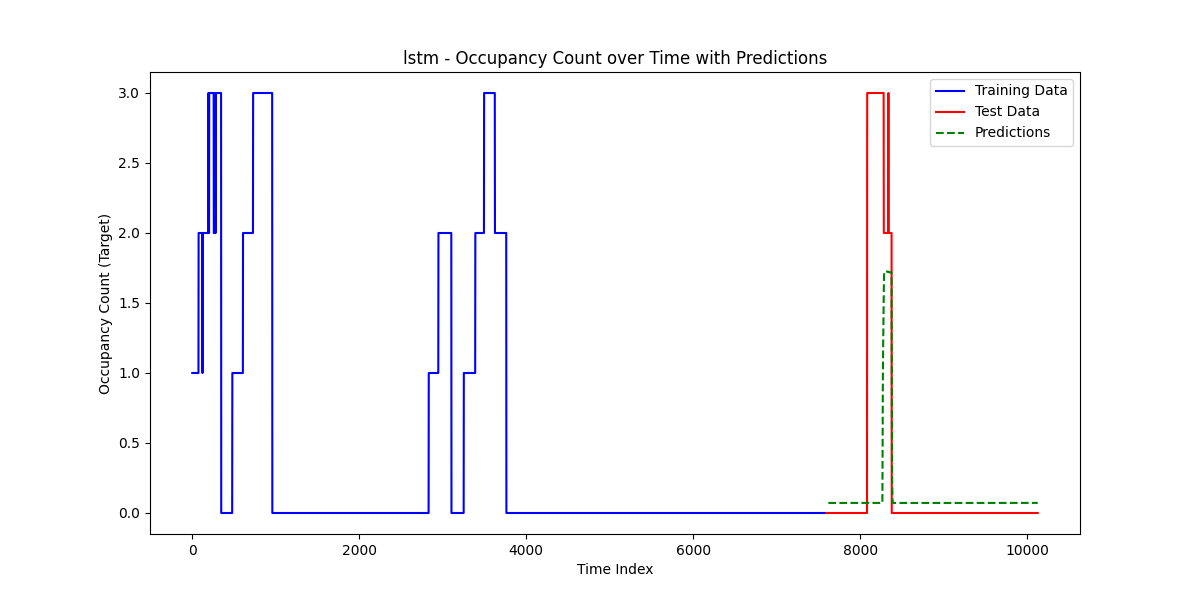 lstm - Occupancy Count over Time with Predictions
Training Data
Test Data
Predictions
3.0
2.5
2.0
1.5
1.0
0.5
0.0
Occupancy Count (Target)
0
2000
4000
6000
8000
10000
Time Index